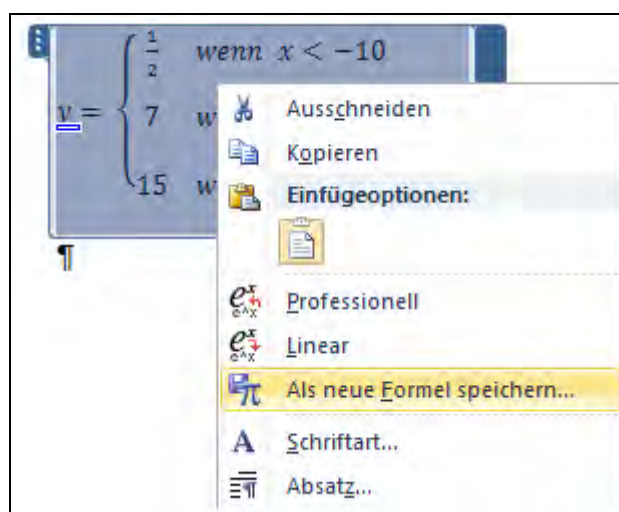 1/2 wenn x < −10
v = 7 w
15 w
¶
Ausschneiden
Kopieren
Einfügeoptionen:
Professionell
Linear
Als neue Formel speichern...
Schriftart...
Absatz...